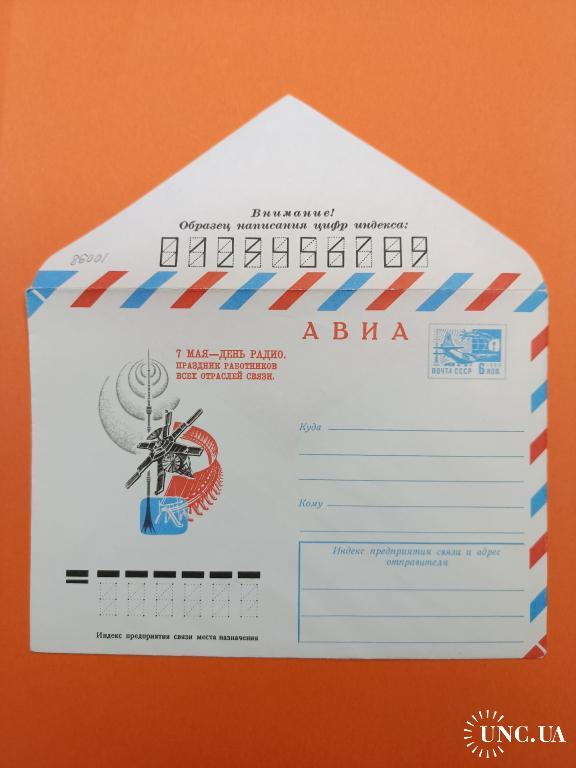 Внимание!
Образец написания цифр индекса:
0123456789
10098
АВИА
7 МАЯ—ДЕНЬ РАДИО.
ПРАЗДНИК РАБОТНИКОВ
ВСЕХ ОТРАСЛЕЙ СВЯЗИ.
ПОЧТА СССР 6 КОП.
Куда
Кому
Индекс предприятия связи и адрес
отправителя
Индекс предприятия связи места назначения
UNC.UA